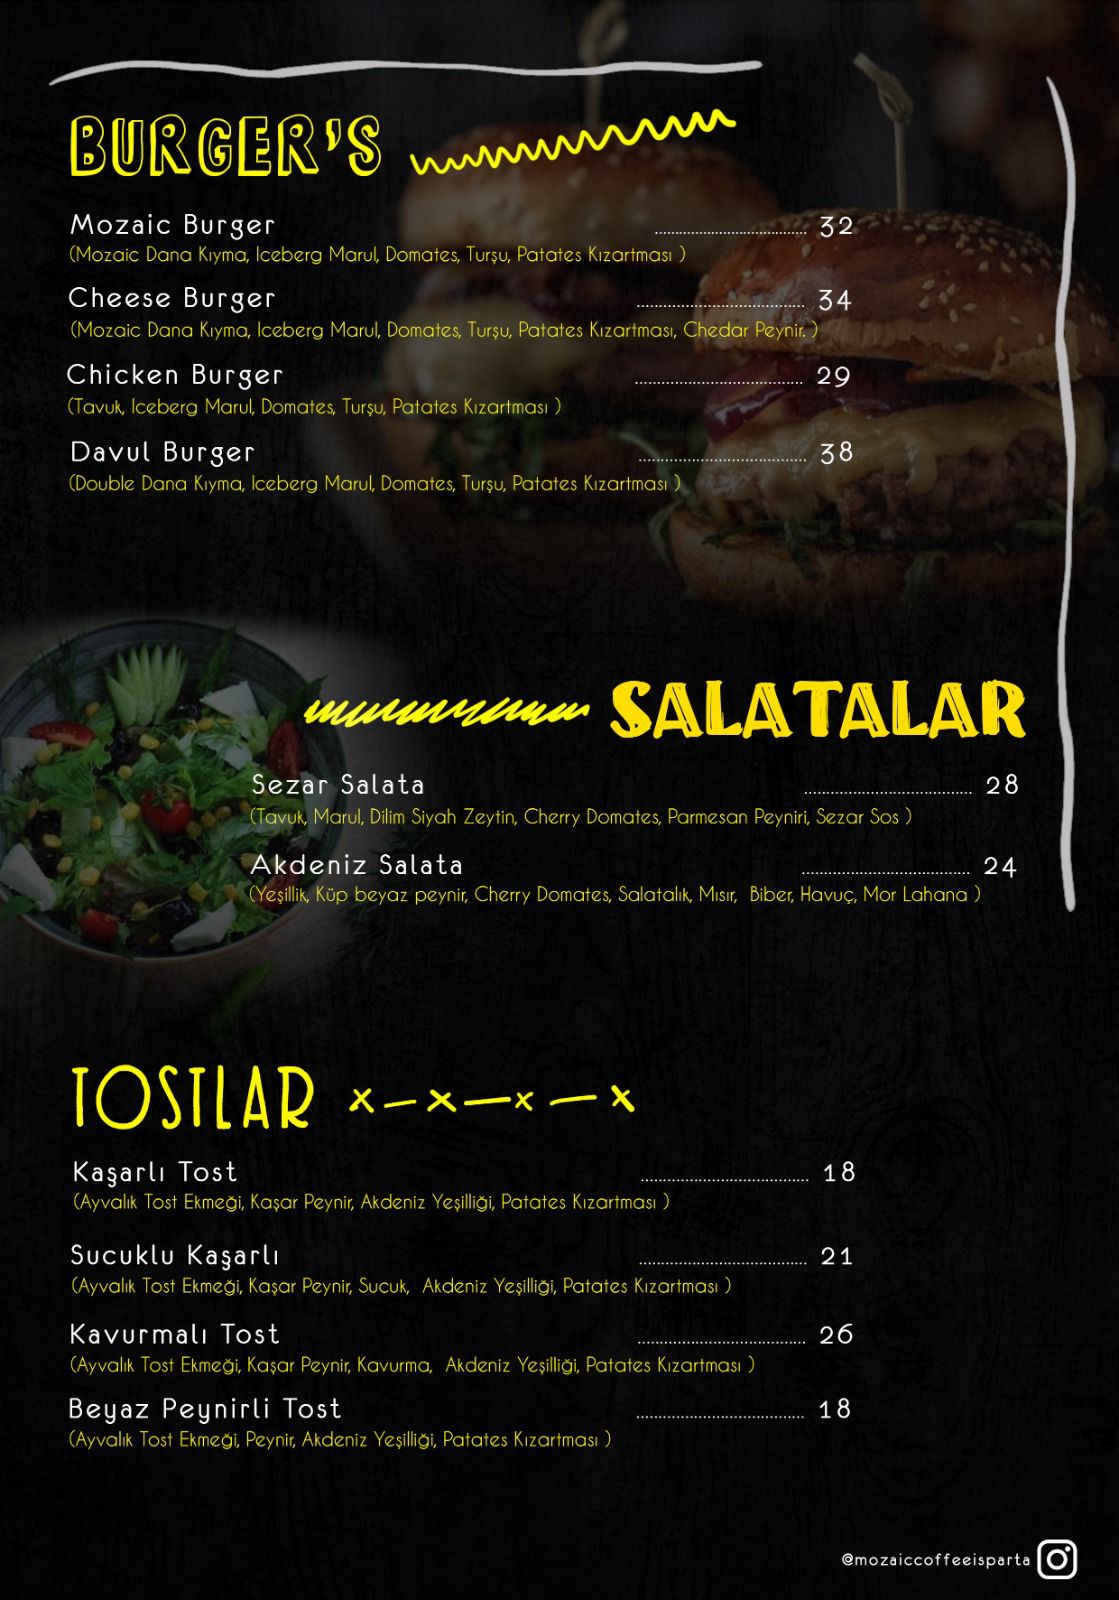 BURGER'S
Mozaic Burger .......... 32
(Mozaic Dana Kıyma, Iceberg Marul, Domates, Turşu, Patates Kızartması )
Cheese Burger .......... 34
(Mozaic Dana Kıyma, Iceberg Marul, Domates, Turşu, Patates Kızartması, Chedar Peynir. )
Chicken Burger .......... 29
(Tavuk, Iceberg Marul, Domates, Turşu, Patates Kızartması )
Davul Burger .......... 38
(Double Dana Kıyma, Iceberg Marul, Domates, Turşu, Patates Kızartması )
SALATALAR
Sezar Salata .......... 28
(Tavuk, Marul, Dilim Siyah Zeytin, Cherry Domates, Parmesan Peyniri, Sezar Sos )
Akdeniz Salata .......... 24
(Yeşillik, Küp beyaz peynir, Cherry Domates, Salatalık, Mısır, Biber, Havuç, Mor Lahana )
TOSTLAR
Kaşarlı Tost .......... 18
(Ayvalık Tost Ekmeği, Kaşar Peynir, Akdeniz Yeşilliği, Patates Kızartması )
Sucuklu Kaşarlı .......... 21
(Ayvalık Tost Ekmeği, Kaşar Peynir, Sucuk, Akdeniz Yeşilliği, Patates Kızartması )
Kavurmalı Tost .......... 26
(Ayvalık Tost Ekmeği, Kaşar Peynir, Kavurma, Akdeniz Yeşilliği, Patates Kızartması )
Beyaz Peynirli Tost .......... 18
(Ayvalık Tost Ekmeği, Peynir, Akdeniz Yeşilliği, Patates Kızartması )
@mozaiccoffeeisparta